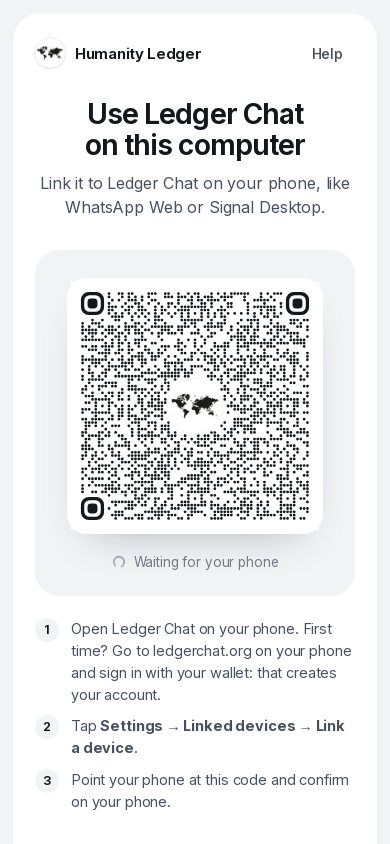 Humanity Ledger
Help
Use Ledger Chat
on this computer
Link it to Ledger Chat on your phone, like
WhatsApp Web or Signal Desktop.
Waiting for your phone
1 Open Ledger Chat on your phone. First
time? Go to ledgerchat.org on your phone
and sign in with your wallet: that creates
your account.
2 Tap Settings → Linked devices → Link
a device.
3 Point your phone at this code and confirm
on your phone.